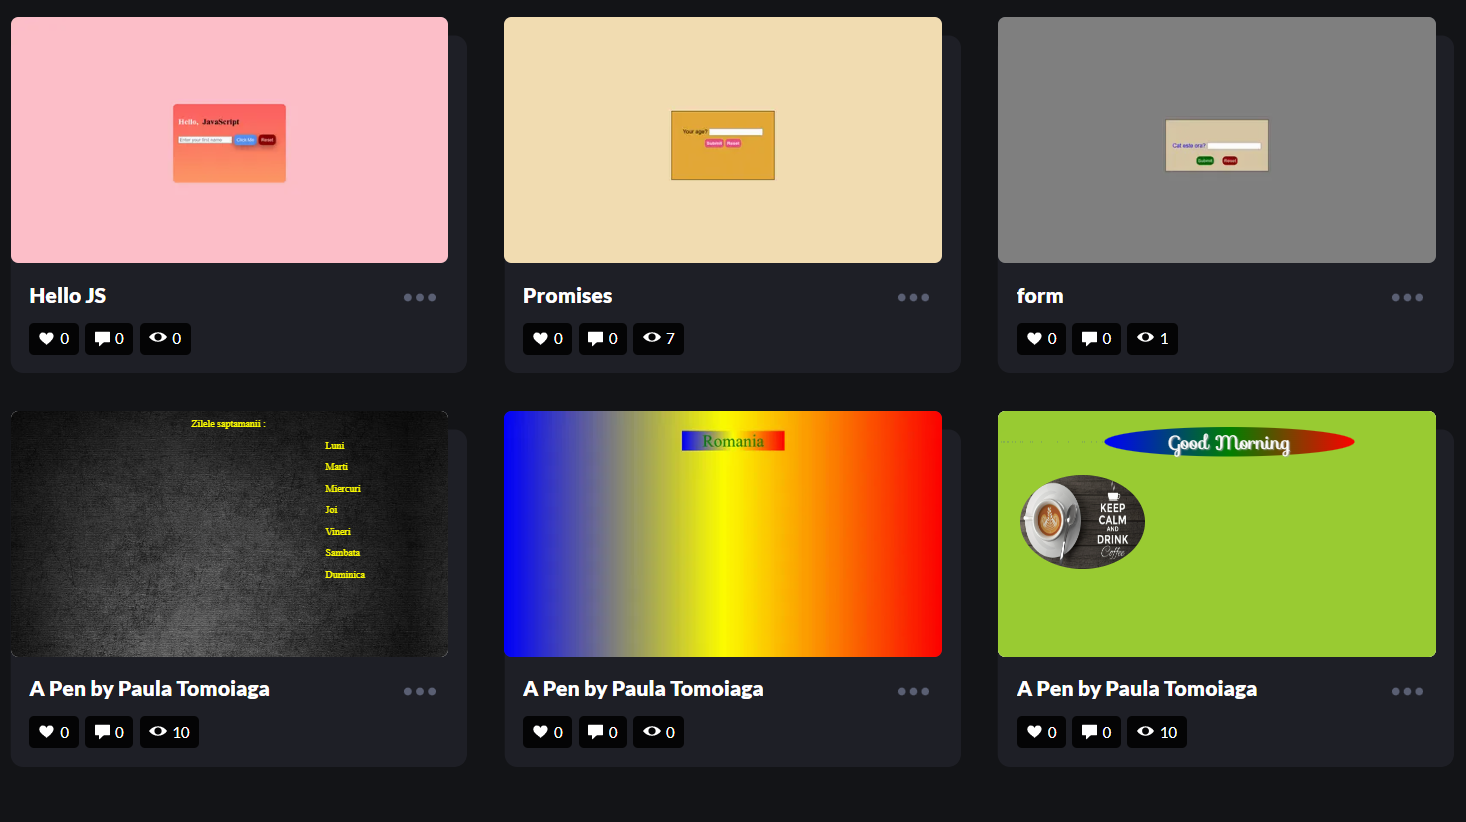 Hello, JavaScript
Enter your first name Click Me Reset
Your age?
Submit Reset
Cat este ora?
Submit Reset
Hello JS
0 0 0
Promises
0 0 7
form
0 0 1
Zilele saptamanii :
Luni
Marti
Miercuri
Joi
Vineri
Sambata
Duminica
Romania
Good Morning
KEEP
CALM
AND
DRINK
Coffee
A Pen by Paula Tomoiaga
0 0 10
A Pen by Paula Tomoiaga
0 0 0
A Pen by Paula Tomoiaga
0 0 10